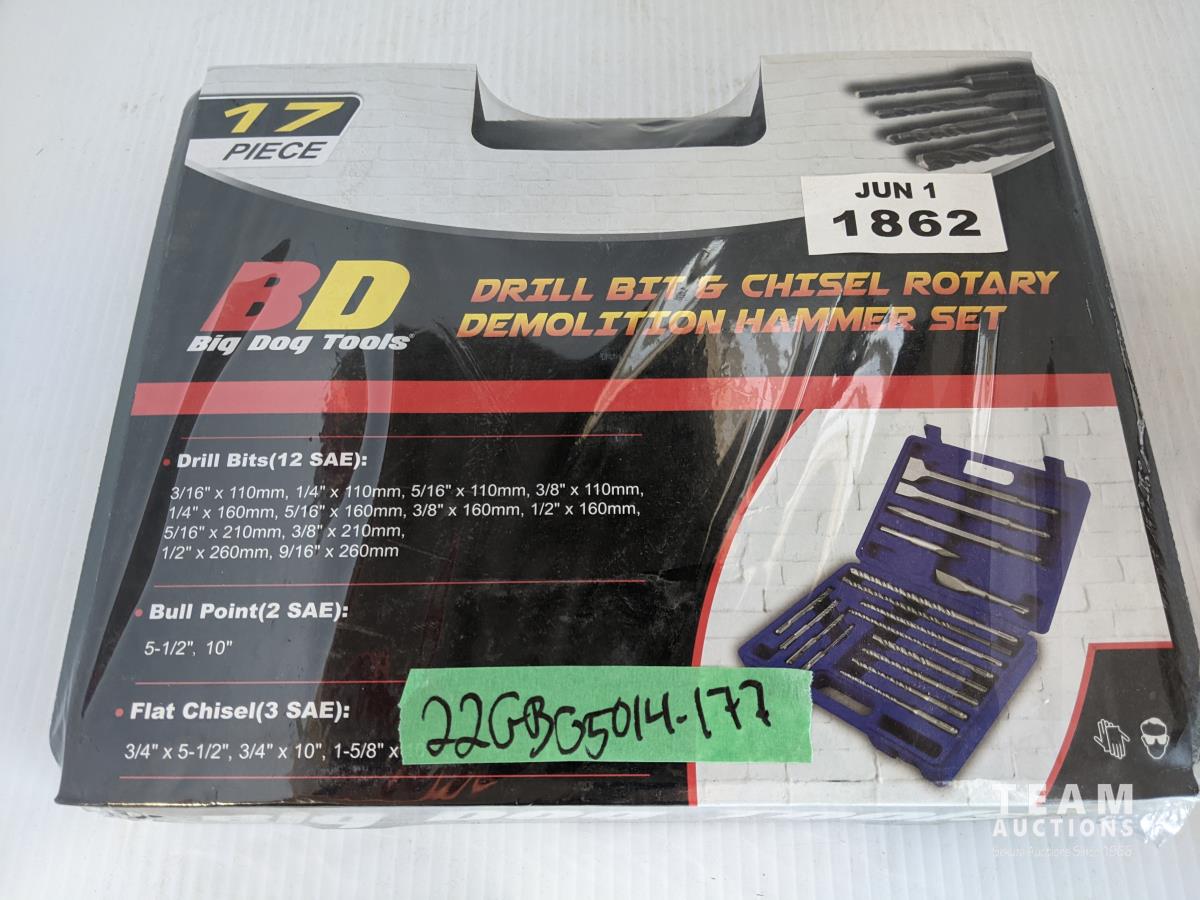 17
PIECE
JUN 1
1862
BD
Big Dog Tools
DRILL BIT & CHISEL ROTARY
DEMOLITION HAMMER SET
• Drill Bits(12 SAE):
3/16" x 110mm, 1/4" x 110mm, 5/16" x 110mm, 3/8" x 110mm,
1/4" x 160mm, 5/16" x 160mm, 3/8" x 160mm, 1/2" x 160mm,
5/16" x 210mm, 3/8" x 210mm,
1/2" x 260mm, 9/16" x 260mm
• Bull Point(2 SAE):
5-1/2", 10"
• Flat Chisel(3 SAE):
3/4" x 5-1/2", 3/4" x 10", 1-5/8" x
22GBG5014-177
TEAM
AUCTIONS
Auctions Since 1966